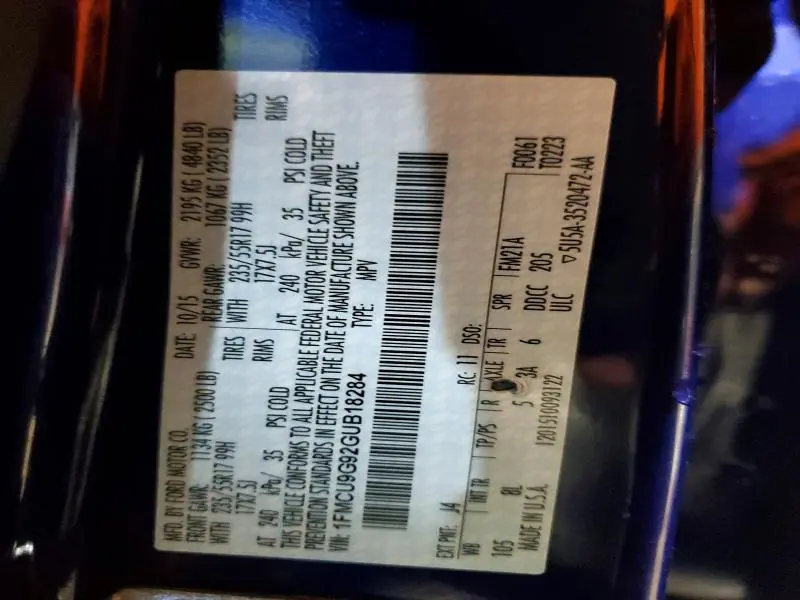 MFD. BY FORD MOTOR CO. DATE: 10/15 GVWR: 2195 KG ( 4840 LB)
FRONT GAWR: 1134 KG ( 2500 LB) REAR GAWR: 1067 KG ( 2352 LB)
WITH 235/55R17 99H TIRES WITH 235/55R17 99H TIRES
17X7.5J RIMS 17X7.5J RIMS
AT 240 kPa/ 35 PSI COLD AT 240 kPa/ 35 PSI COLD
THIS VEHICLE CONFORMS TO ALL APPLICABLE FEDERAL MOTOR VEHICLE SAFETY AND THEFT
PREVENTION STANDARDS IN EFFECT ON THE DATE OF MANUFACTURE SHOWN ABOVE.
VIN: 1FMCU9G92GUB18284 TYPE: MPV
EXT PNT: J4 RC: 11 DSO: F0061
WB INT TR TP/PS R AXLE TR SPR FM21A T0223
105 8L 5 3A 6 DDCC 205
MADE IN U.S.A. 1201510093122 ULC ▽5U5A-3520472-AA